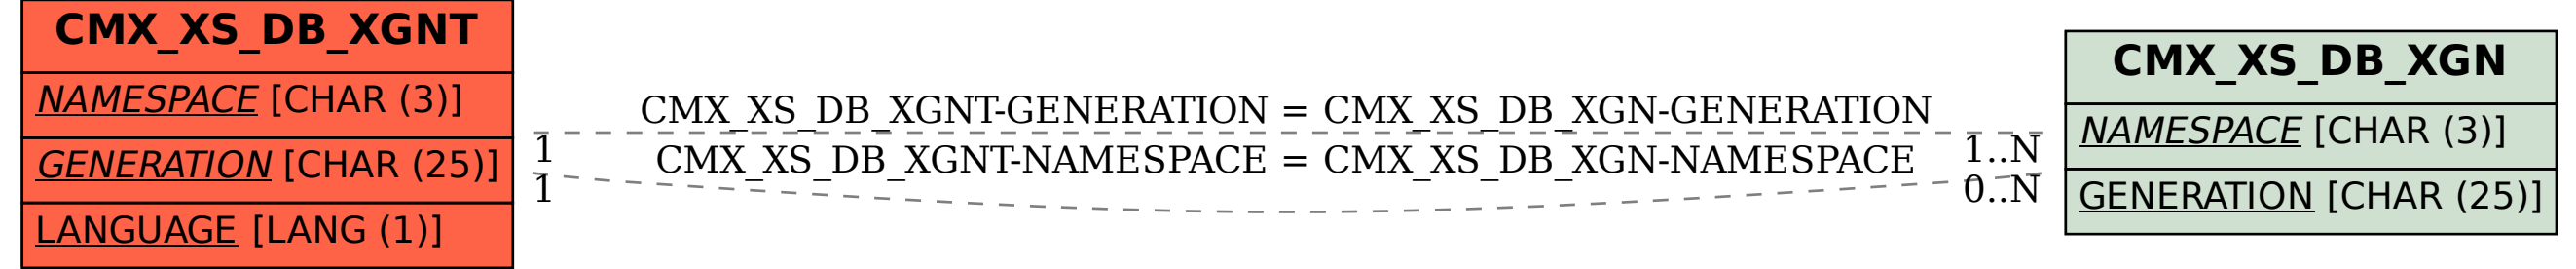 CMX_XS_DB_XGNT
NAMESPACE [CHAR (3)]
GENERATION [CHAR (25)]
LANGUAGE [LANG (1)]
CMX_XS_DB_XGNT-GENERATION = CMX_XS_DB_XGN-GENERATION
1
1..N
CMX_XS_DB_XGNT-NAMESPACE = CMX_XS_DB_XGN-NAMESPACE
1
0..N
CMX_XS_DB_XGN
NAMESPACE [CHAR (3)]
GENERATION [CHAR (25)]